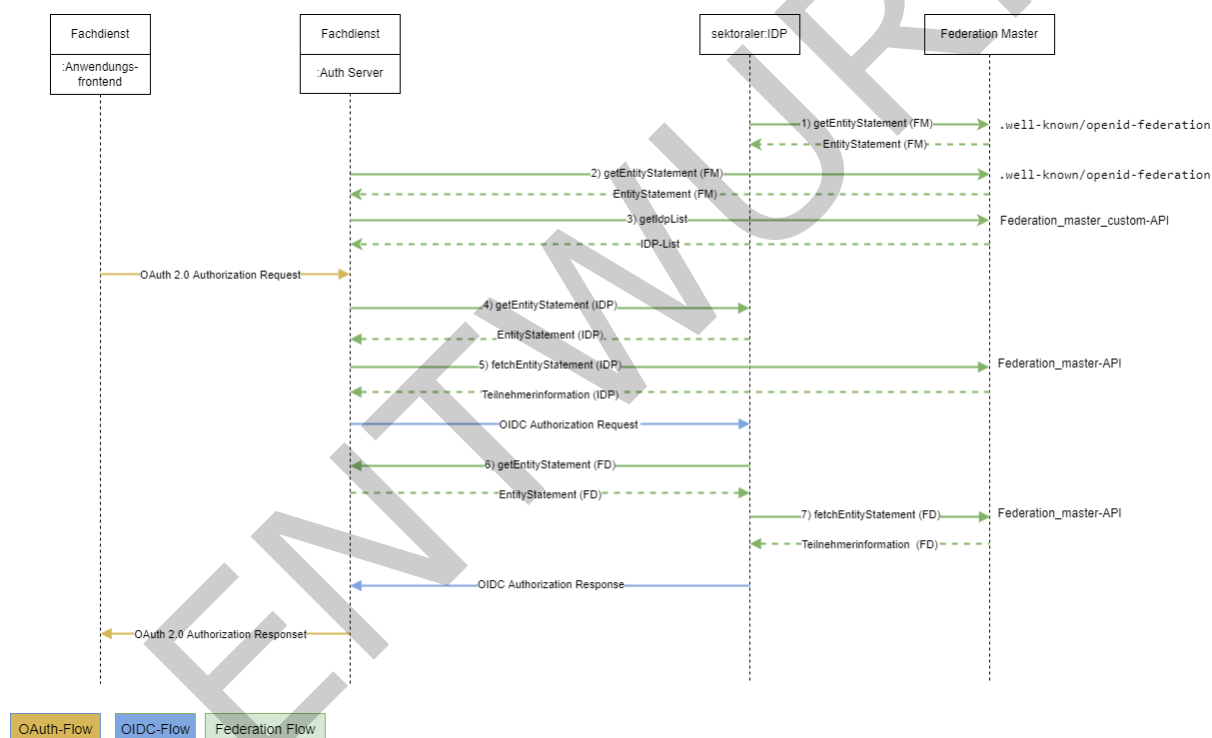 Fachdienst
:Anwendungs-
frontend
Fachdienst
:Auth Server
sektoraler:IDP
Federation Master
1) getEntityStatement (FM)
.well-known/openid-federation
EntityStatement (FM)
2) getEntityStatement (FM)
.well-known/openid-federation
EntityStatement (FM)
3) getIdpList
Federation_master_custom-API
IDP-List
OAuth 2.0 Authorization Request
4) getEntityStatement (IDP)
EntityStatement (IDP)
5) fetchEntityStatement (IDP)
Federation_master-API
Teilnehmerinformation (IDP)
OIDC Authorization Request
6) getEntityStatement (FD)
EntityStatement (FD)
7) fetchEntityStatement (FD)
Federation_master-API
Teilnehmerinformation (FD)
OIDC Authorization Response
OAuth 2.0 Authorization Responset
OAuth-Flow
OIDC-Flow
Federation Flow
ENTWURF